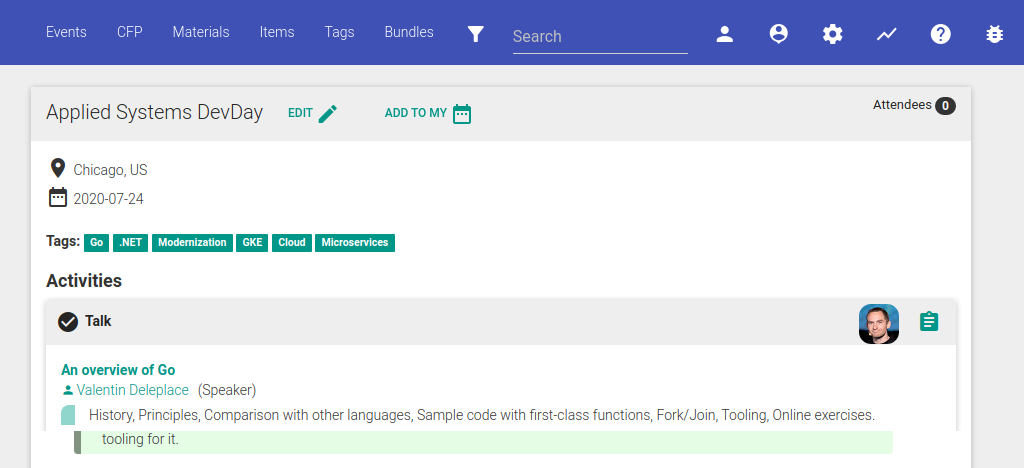 Events CFP Materials Items Tags Bundles Search
Applied Systems DevDay EDIT ADD TO MY Attendees 0
Chicago, US
2020-07-24
Tags: Go .NET Modernization GKE Cloud Microservices
Activities
Talk
An overview of Go
Valentin Deleplace (Speaker)
History, Principles, Comparison with other languages, Sample code with first-class functions, Fork/Join, Tooling, Online exercises.
tooling for it.